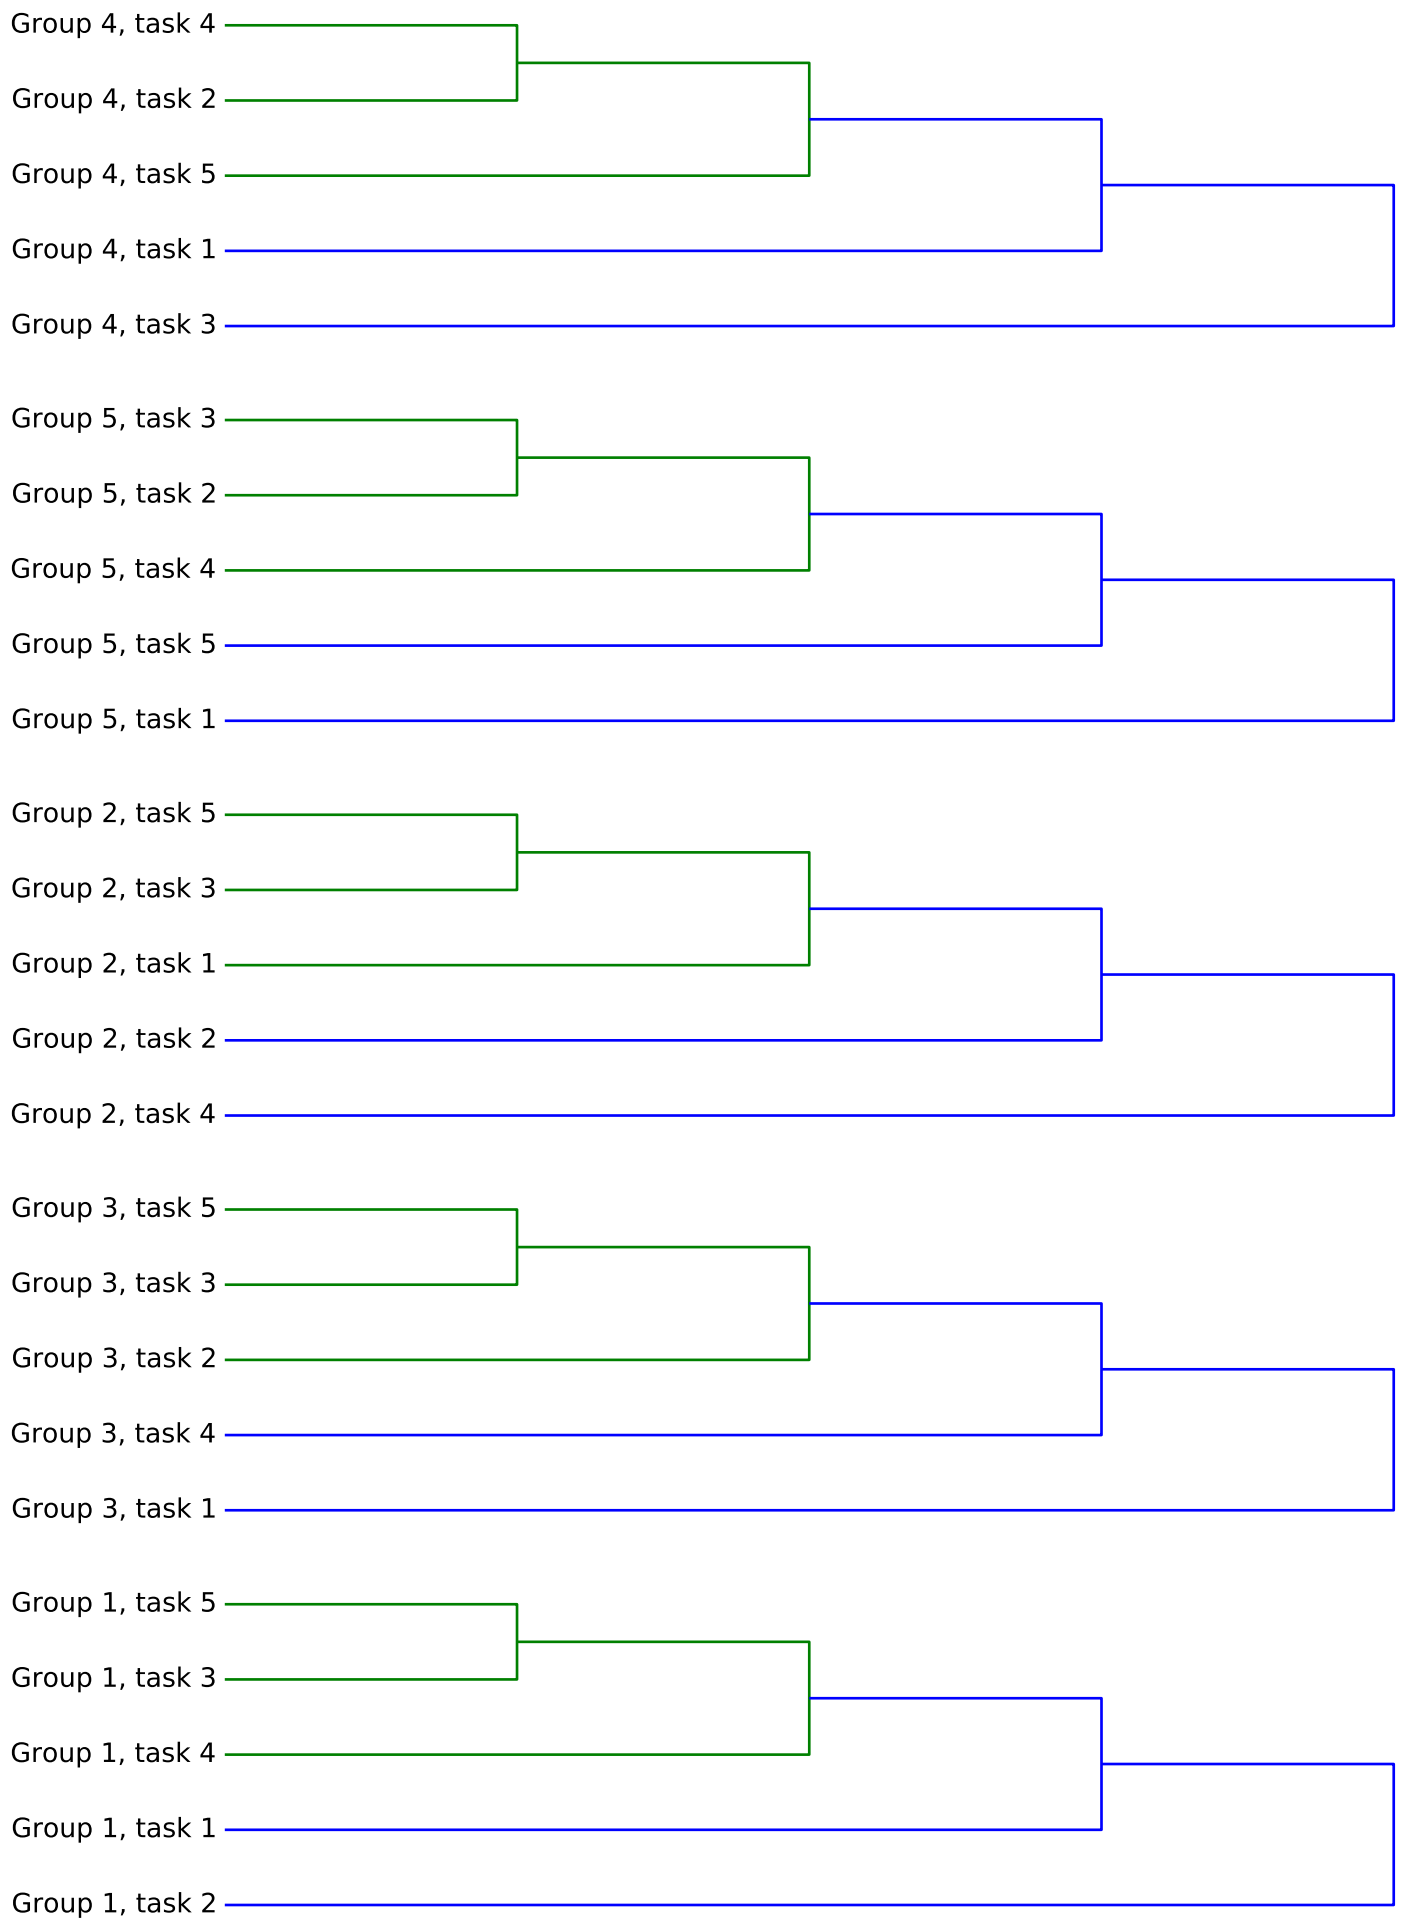 Group 4, task 4
Group 4, task 2
Group 4, task 5
Group 4, task 1
Group 4, task 3
Group 5, task 3
Group 5, task 2
Group 5, task 4
Group 5, task 5
Group 5, task 1
Group 2, task 5
Group 2, task 3
Group 2, task 1
Group 2, task 2
Group 2, task 4
Group 3, task 5
Group 3, task 3
Group 3, task 2
Group 3, task 4
Group 3, task 1
Group 1, task 5
Group 1, task 3
Group 1, task 4
Group 1, task 1
Group 1, task 2